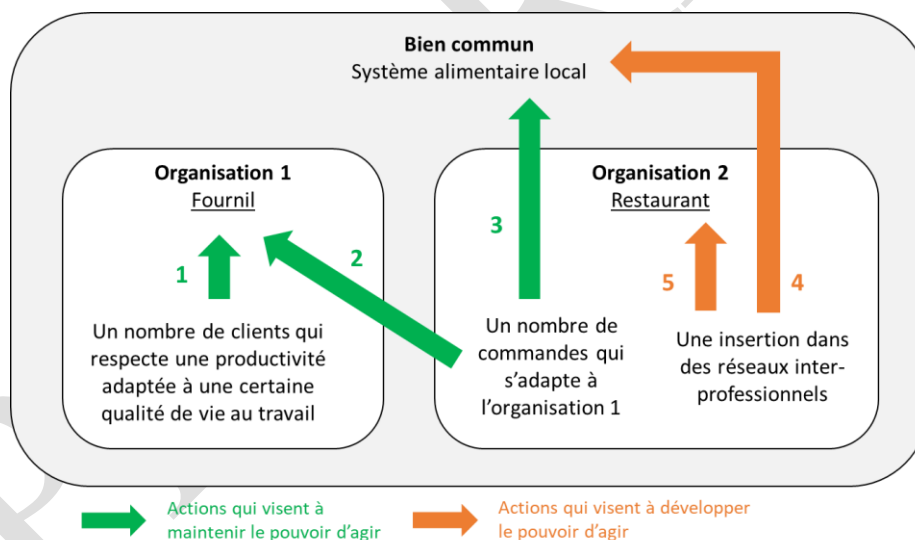 Bien commun
Système alimentaire local
Organisation 1
Fournil
Organisation 2
Restaurant
1
2
3
5
4
Un nombre de clients qui
respecte une productivité
adaptée à une certaine
qualité de vie au travail
Un nombre de
commandes qui
s’adapte à
l’organisation 1
Une insertion dans
des réseaux inter-
professionnels
Actions qui visent à
maintenir le pouvoir d’agir
Actions qui visent à développer
le pouvoir d’agir